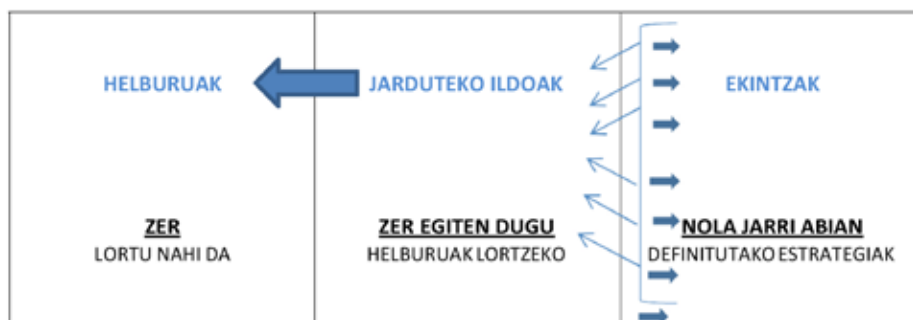 HELBURUAK
JARDUTEKO ILDOAK
EKINTZAK
ZER
LORTU NAHI DA
ZER EGITEN DUGU
HELBURUAK LORTZEKO
NOLA JARRI ABIAN
DEFINITUTAKO ESTRATEGIAK